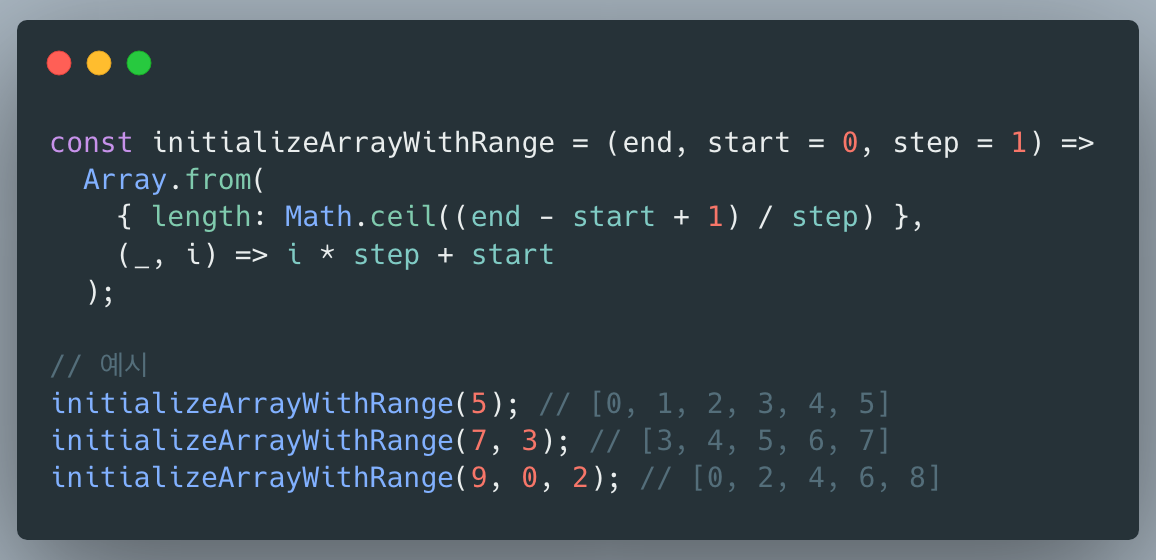 const initializeArrayWithRange = (end, start = 0, step = 1) =>
  Array.from(
    { length: Math.ceil((end - start + 1) / step) },
    (_, i) => i * step + start
  );

// 예시
initializeArrayWithRange(5); // [0, 1, 2, 3, 4, 5]
initializeArrayWithRange(7, 3); // [3, 4, 5, 6, 7]
initializeArrayWithRange(9, 0, 2); // [0, 2, 4, 6, 8]